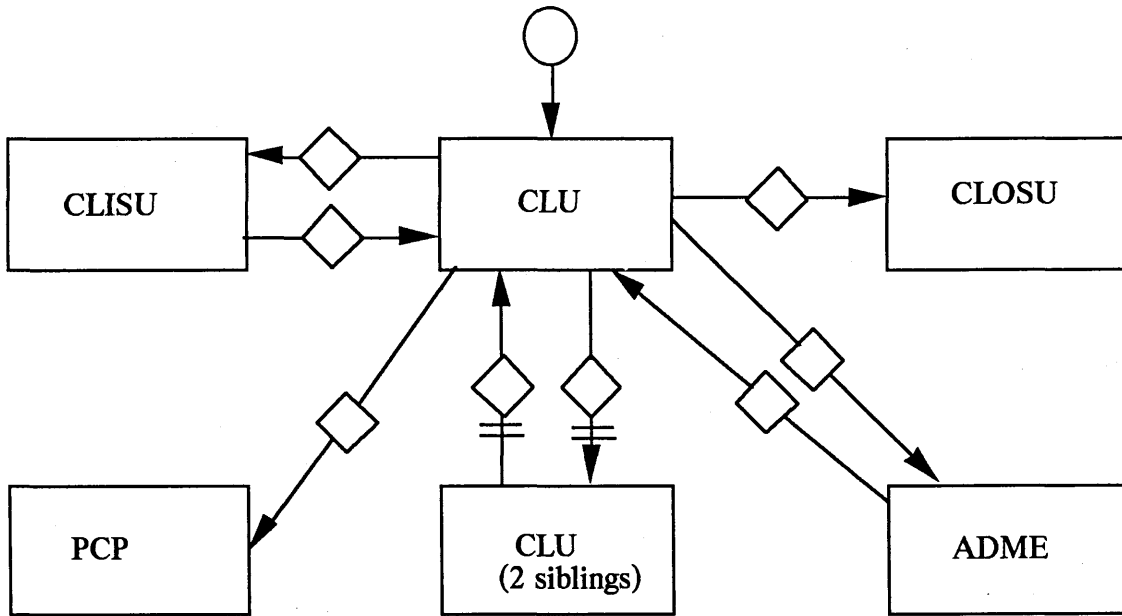 CLISU
CLU
CLOSU
PCP
CLU
(2 siblings)
ADME